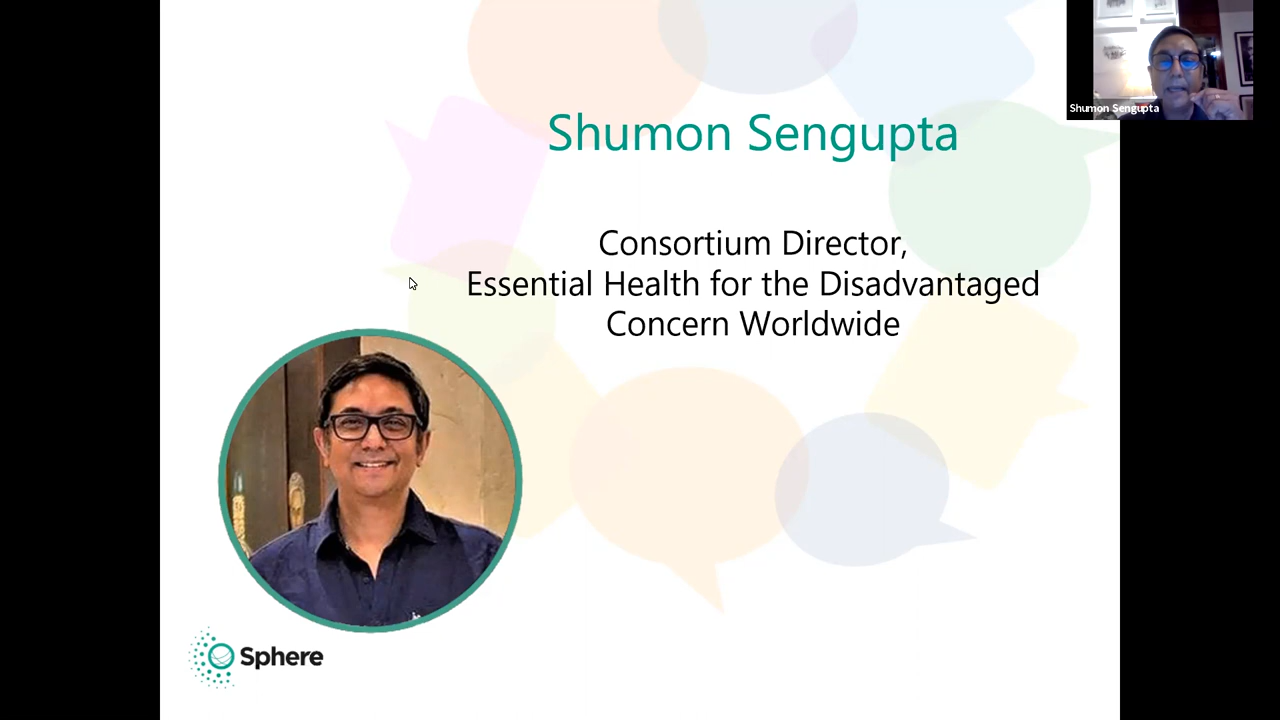 Shumon Sengupta
Shumon Sengupta
Consortium Director,
Essential Health for the Disadvantaged
Concern Worldwide
Sphere